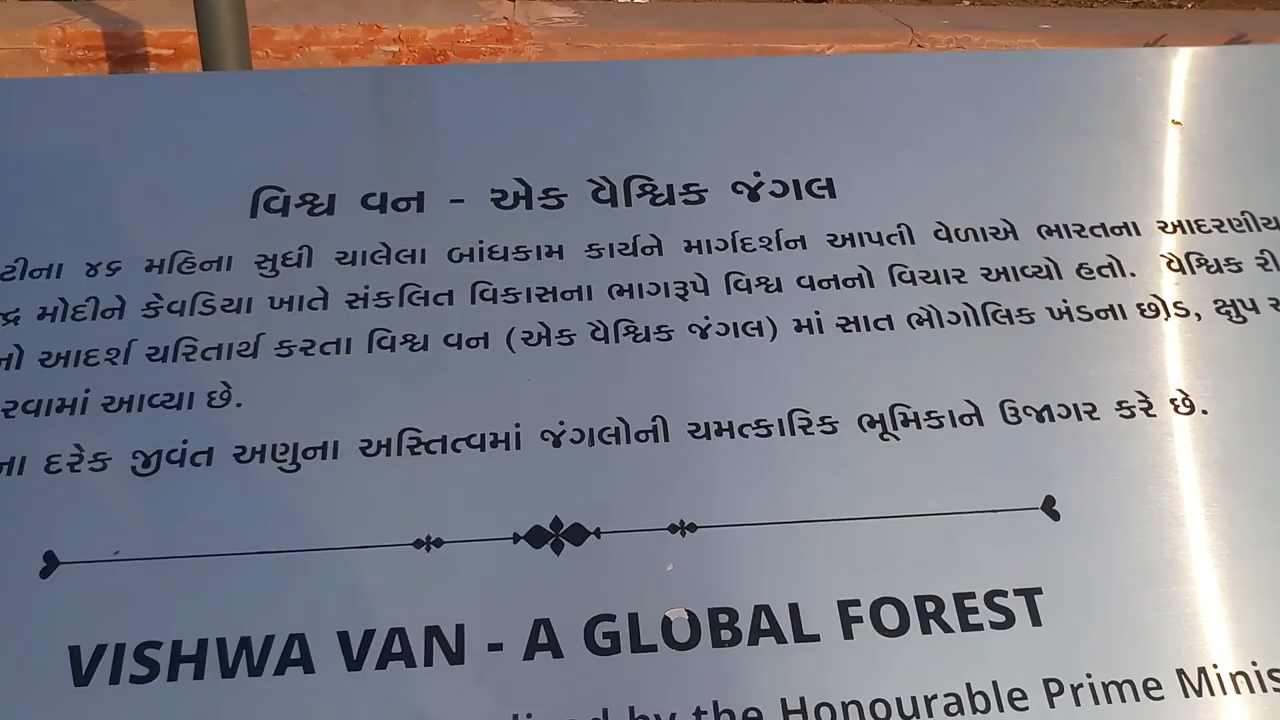 વિશ્વ વન - એક વૈશ્વિક જંગલ
૪૬ મહિના સુધી ચાલેલા બાંધકામ કાર્યને માર્ગદર્શન આપતી વેળાએ ભારતના આદરણીય
મોદીને કેવડિયા ખાતે સંકલિત વિકાસના ભાગરૂપે વિશ્વ વનનો વિચાર આવ્યો હતો. વૈશ્વિક
આદર્શ ચરિતાર્થ કરતા વિશ્વ વન (એક વૈશ્વિક જંગલ) માં સાત ભૌગોલિક ખંડના છોડ, ક્ષુપ
આવ્યા છે.
દરેક જીવંત અણુના અસ્તિત્વમાં જંગલોની ચમત્કારિક ભૂમિકાને ઉજાગર કરે છે.
VISHWA VAN - A GLOBAL FOREST
by the Honourable Prime